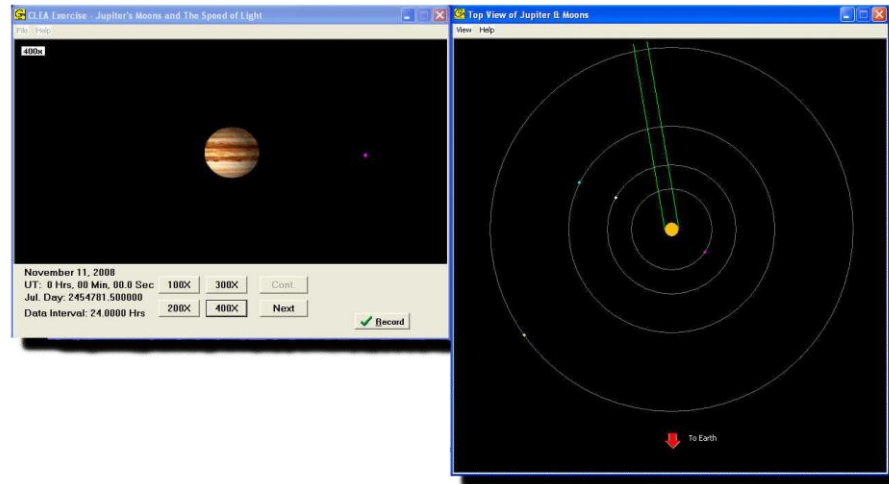 CLEA Exercise - Jupiter's Moons and The Speed of Light
File Help
400x
November 11, 2008
UT: 0 Hrs, 00 Min, 00.0 Sec
Jul. Day: 2454781.500000
Data Interval: 24.0000 Hrs
100X 300X Cont.
200X 400X Next
Record
Top View of Jupiter & Moons
View Help
To Earth